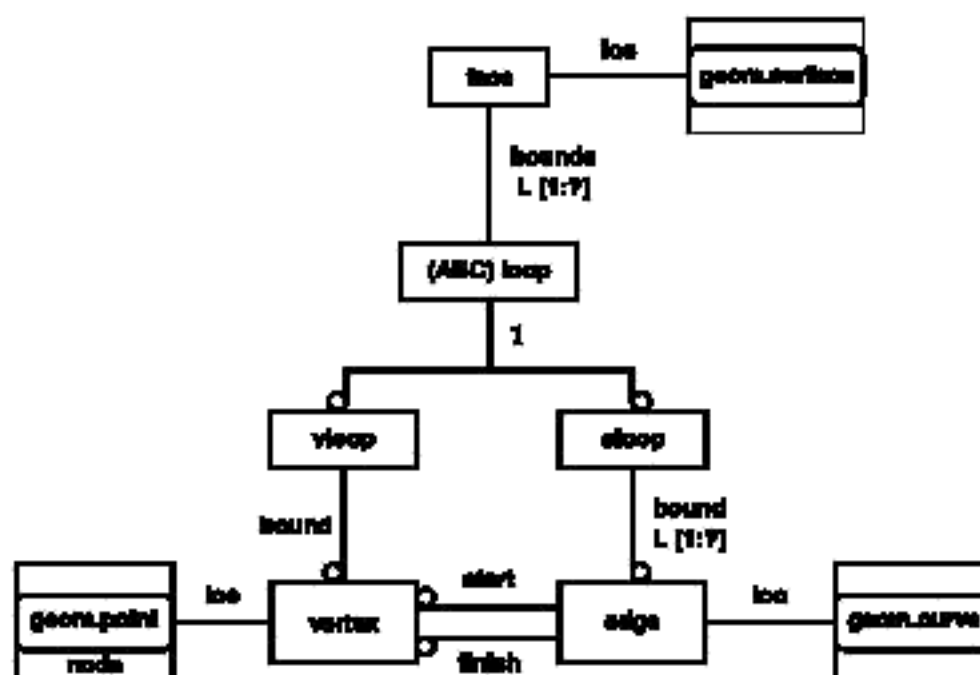 loc
face
geom.surface
bounds
L [1:?]
(ABC) loop
1
vloop
eloop
bound
bound
L [1:?]
start
loc
loc
geom.point
vertex
edge
geom.curve
node
finish